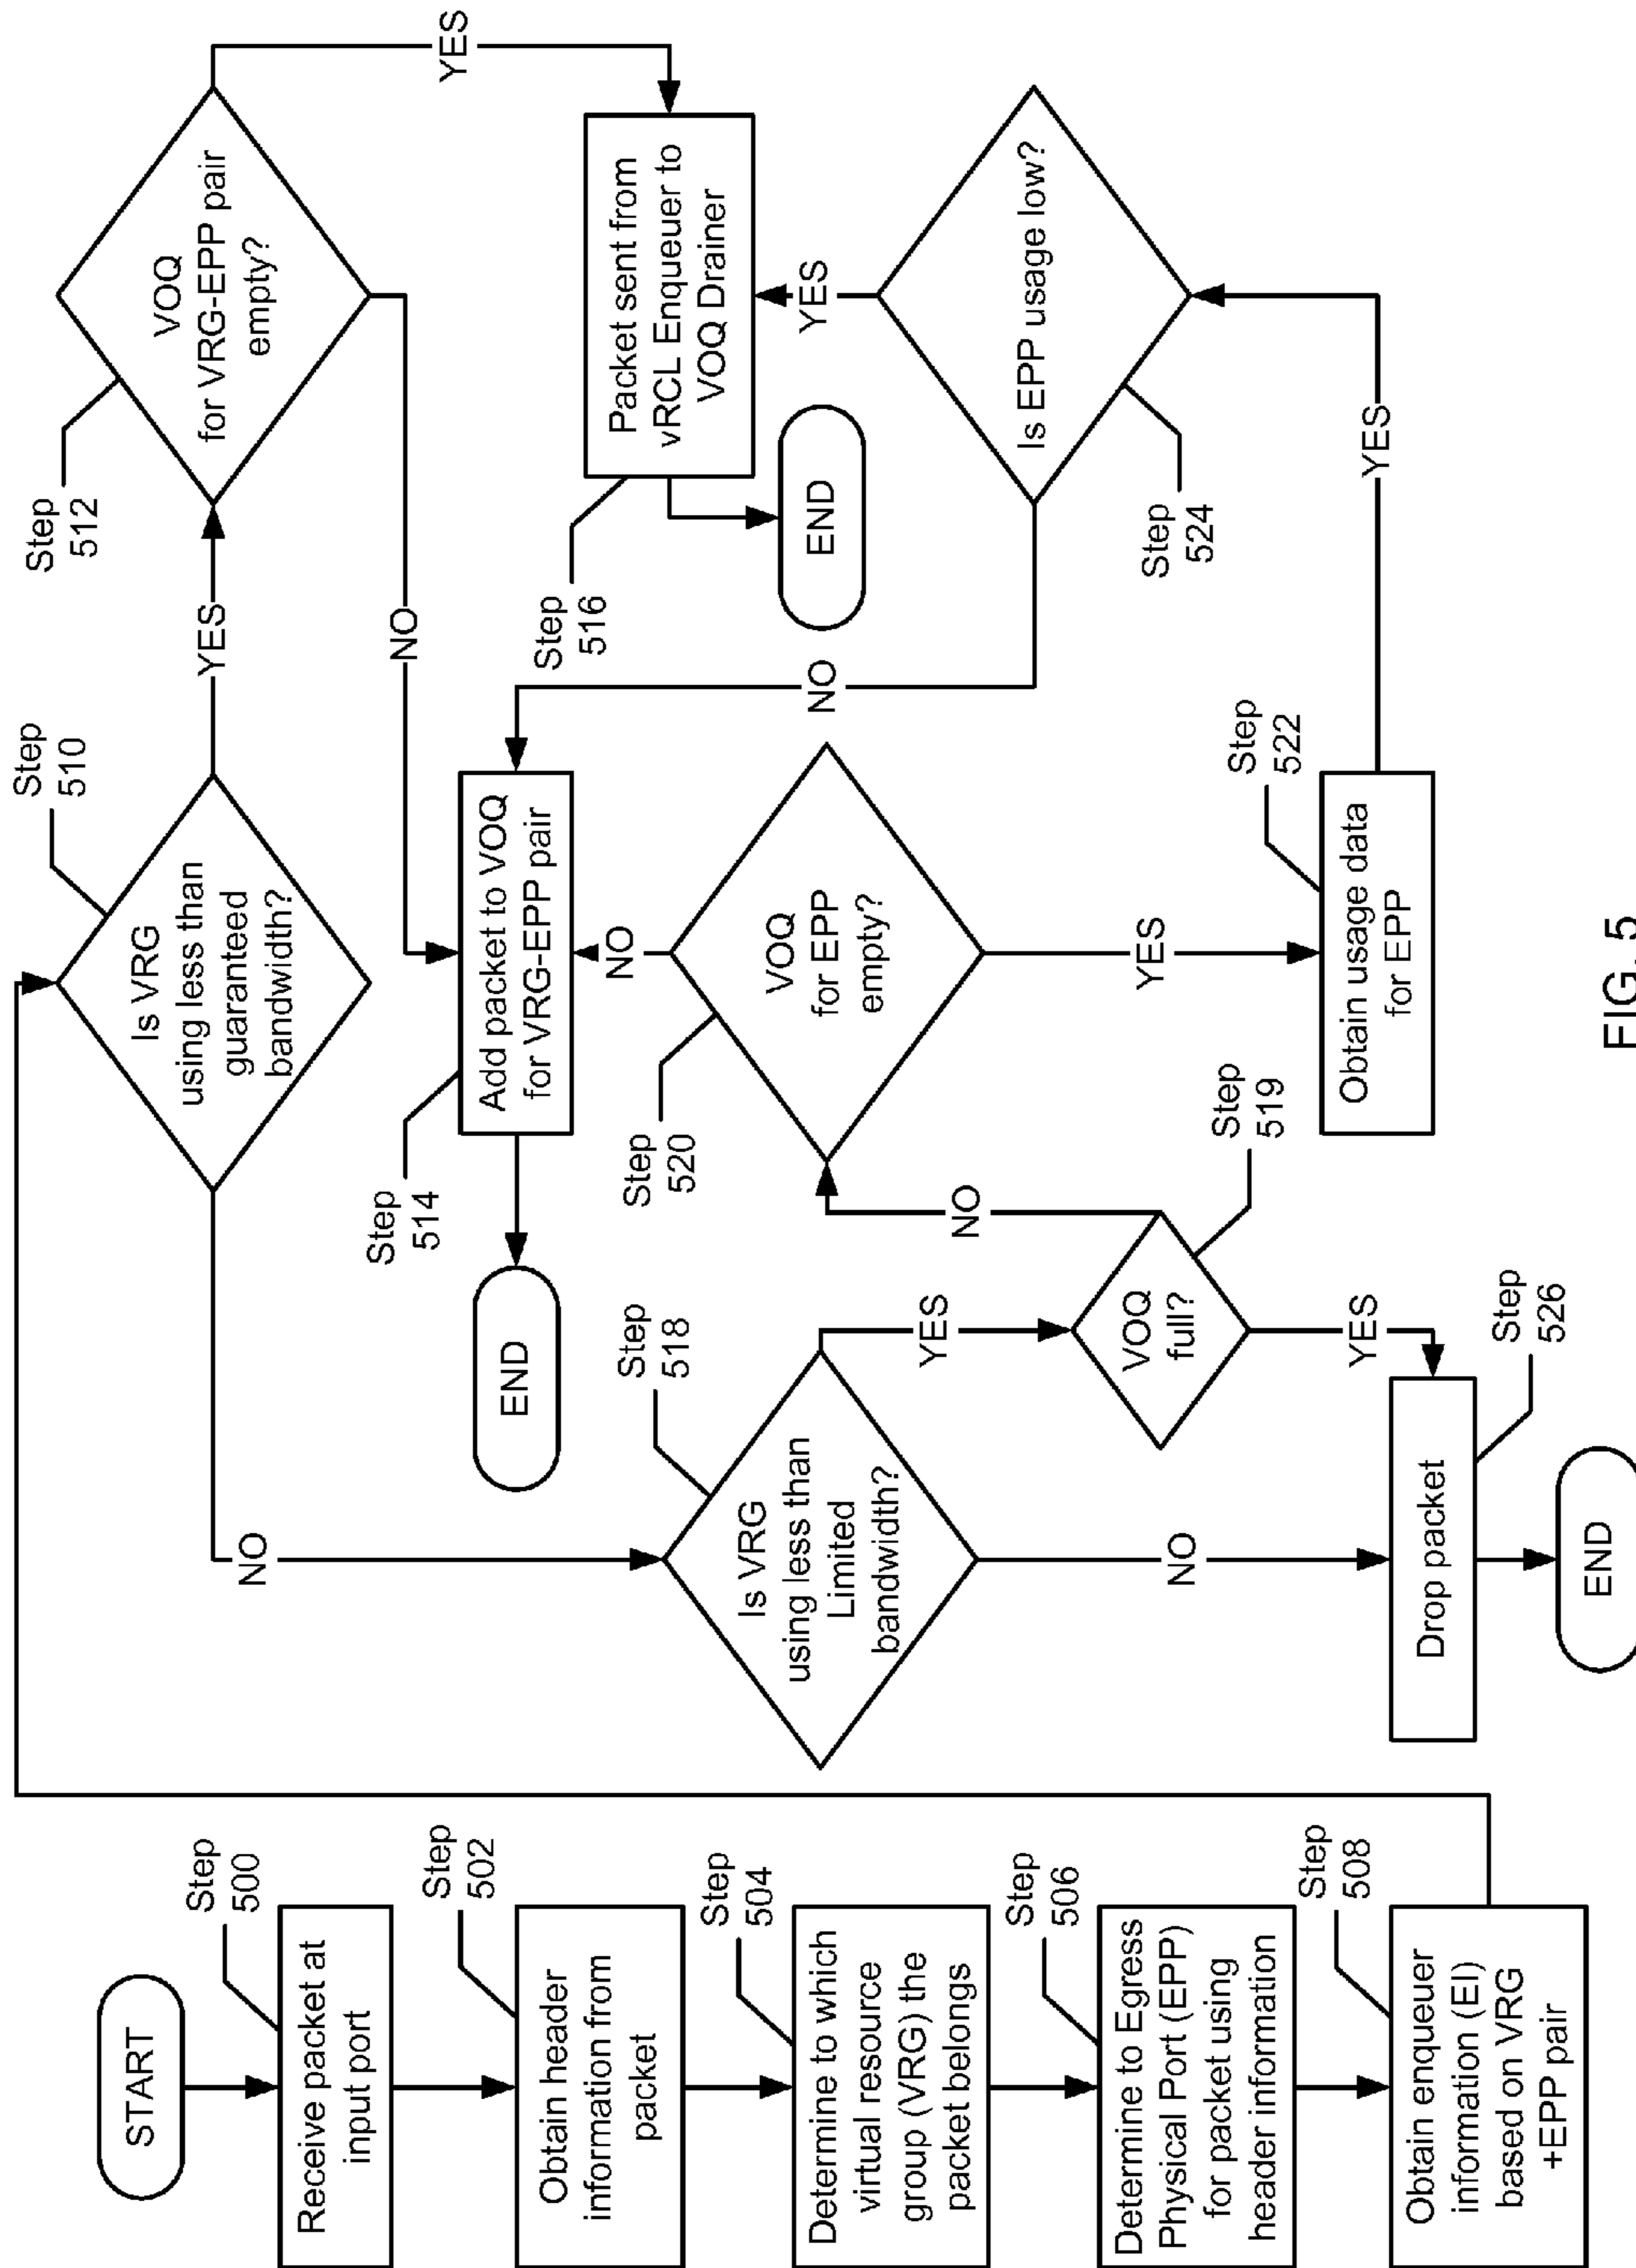 START
Step
500
Receive packet at
input port
Step
502
Obtain header
information from
packet
Step
504
Determine to which
virtual resource
group (VRG) the
packet belongs
Step
506
Determine to Egress
Physical Port (EPP)
for packet using
header information
Step
508
Obtain enqueuer
information (EI)
based on VRG
+EPP pair
Step
510
Is VRG
using less than
guaranteed
bandwidth?
YES
NO
Step
512
VOQ
for VRG-EPP pair
empty?
YES
NO
Step
514
Add packet to VOQ
for VRG-EPP pair
END
Step
516
Packet sent from
vRCL Enqueuer to
VOQ Drainer
END
Step
518
Is VRG
using less than
Limited
bandwidth?
YES
NO
Step
519
VOQ
full?
NO
YES
Step
520
VOQ
for EPP
empty?
NO
YES
Step
522
Obtain usage data
for EPP
YES
Step
524
Is EPP usage low?
YES
NO
Step
526
Drop packet
END
FIG. 5